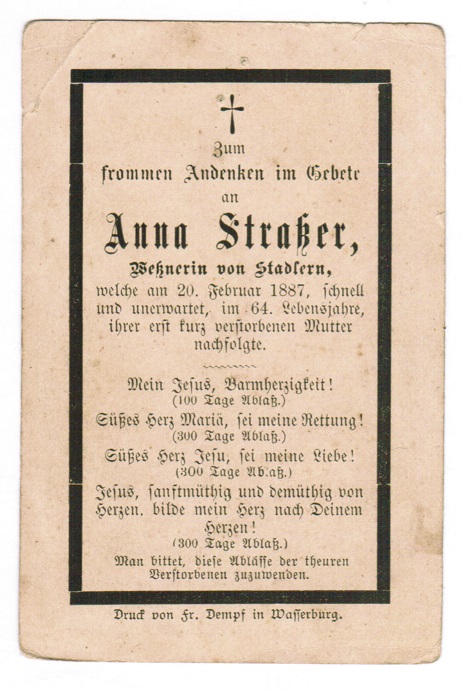 Zum
frommen Andenken im Gebete
an
Anna Straßer,
Meßnerin von Stadlern,
welche am 20. Februar 1887, schnell
und unerwartet, im 64. Lebensjahre,
ihrer erst kurz verstorbenen Mutter
nachfolgte.
Mein Jesus, Barmherzigkeit!
(100 Tage Ablaß.)
Süßes Herz Mariä, sei meine Rettung!
(300 Tage Ablaß.)
Süßes Herz Jesu, sei meine Liebe!
(300 Tage Ablaß.)
Jesus, sanftmüthig und demüthig von
Herzen, bilde mein Herz nach Deinem
Herzen!
(300 Tage Ablaß.)
Man bittet, diese Ablässe der theuren
Verstorbenen zuzuwenden.
Druck von Fr. Dempf in Wasserburg.